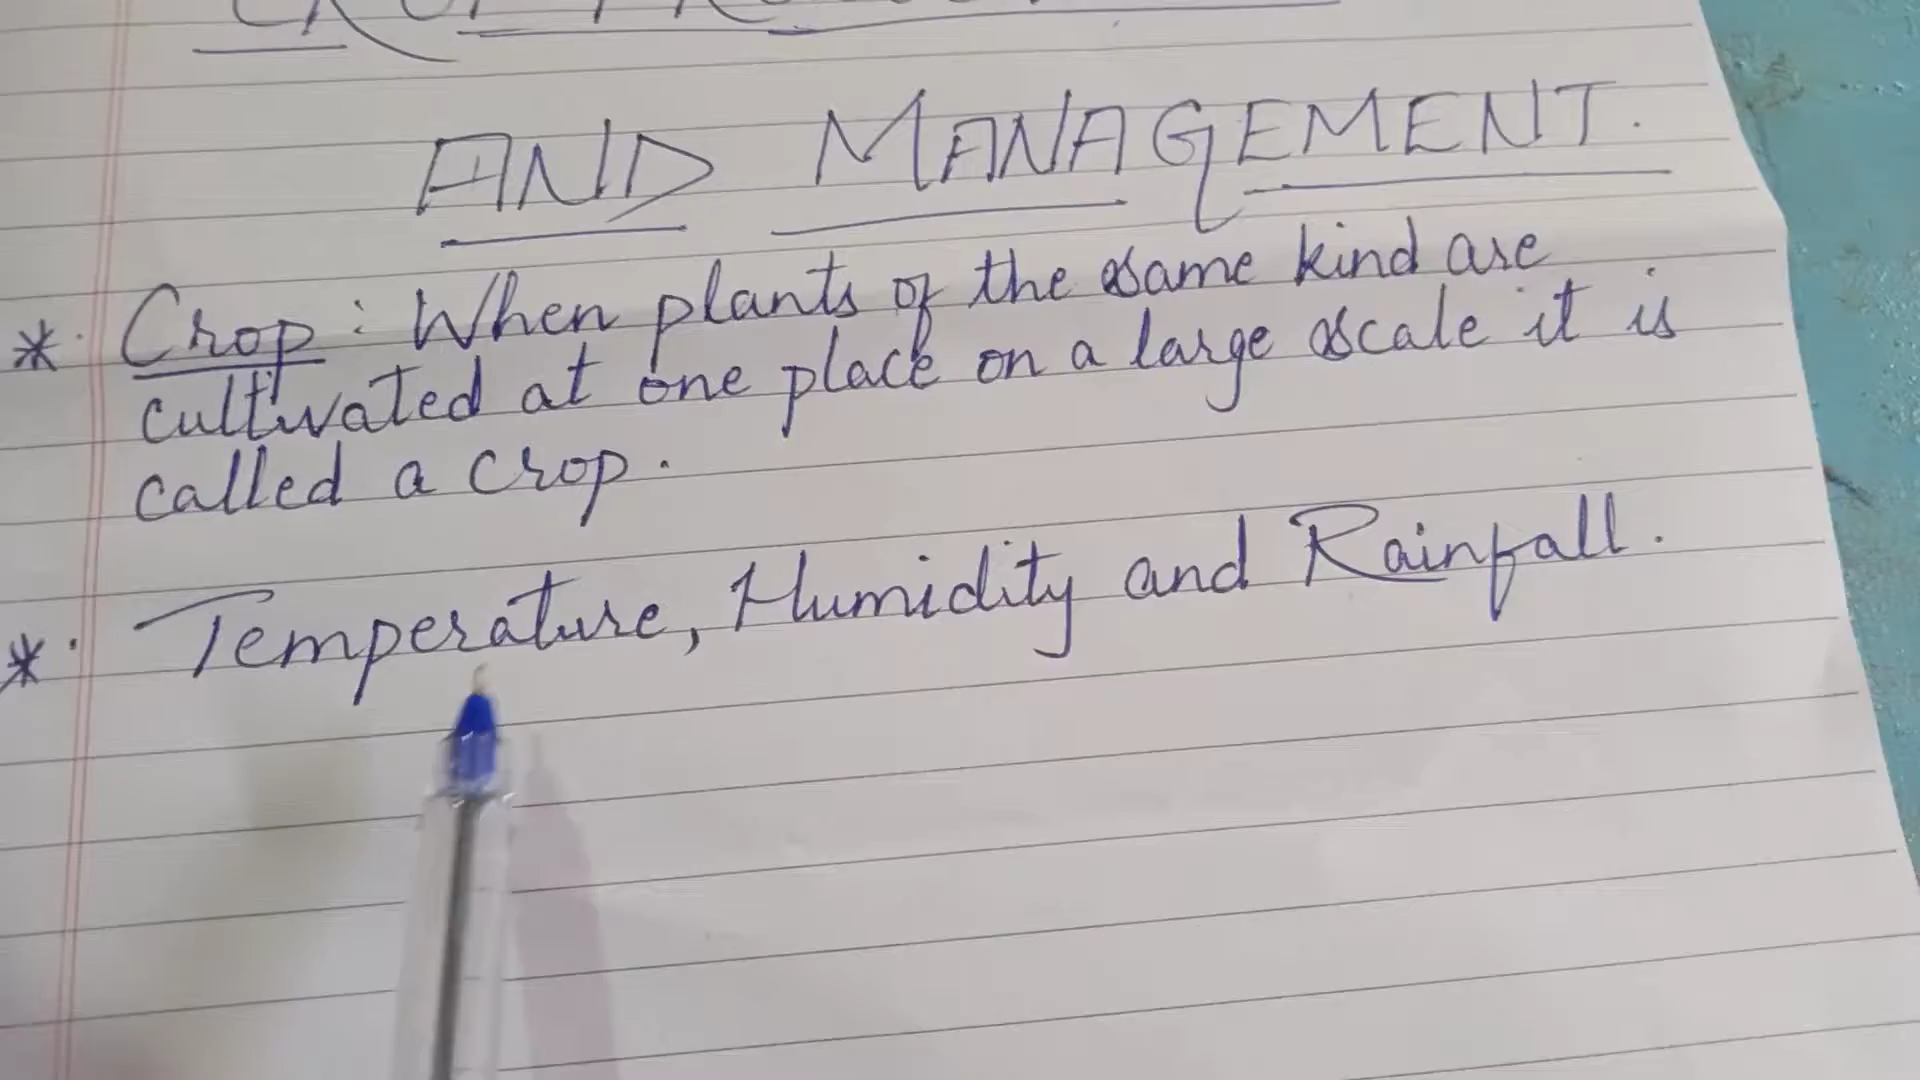 AND MANAGEMENT.
* Crop : When plants of the same kind are
cultivated at one place on a large scale it is
called a crop.
* Temperature, Humidity and Rainfall.